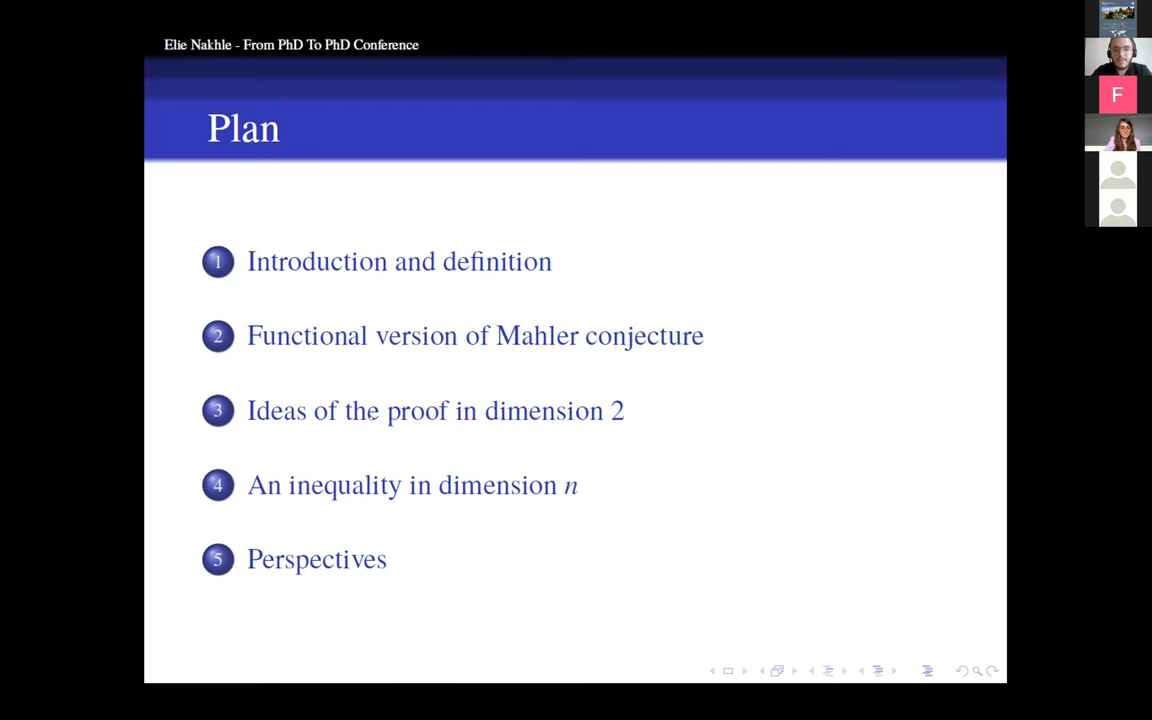 Elie Nakhle - From PhD To PhD Conference
Plan
1 Introduction and definition
2 Functional version of Mahler conjecture
3 Ideas of the proof in dimension 2
4 An inequality in dimension n
5 Perspectives
F